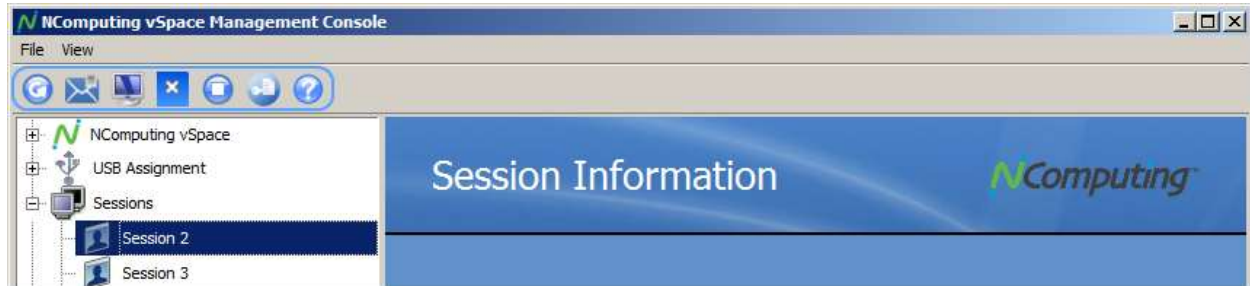 NComputing vSpace Management Console
File View
NComputing vSpace
USB Assignment
Sessions
Session 2
Session 3
Session Information
NComputing